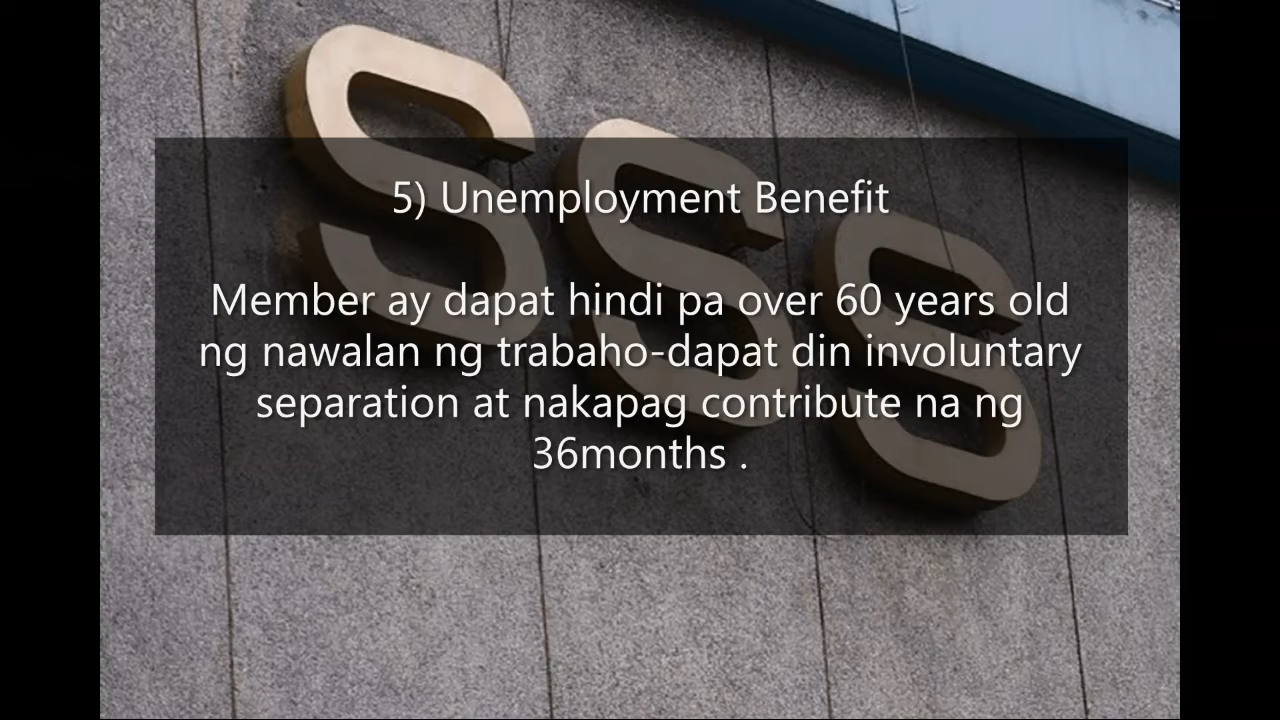 SSS
5) Unemployment Benefit
Member ay dapat hindi pa over 60 years old
ng nawalan ng trabaho-dapat din involuntary
separation at nakapag contribute na ng
36months .